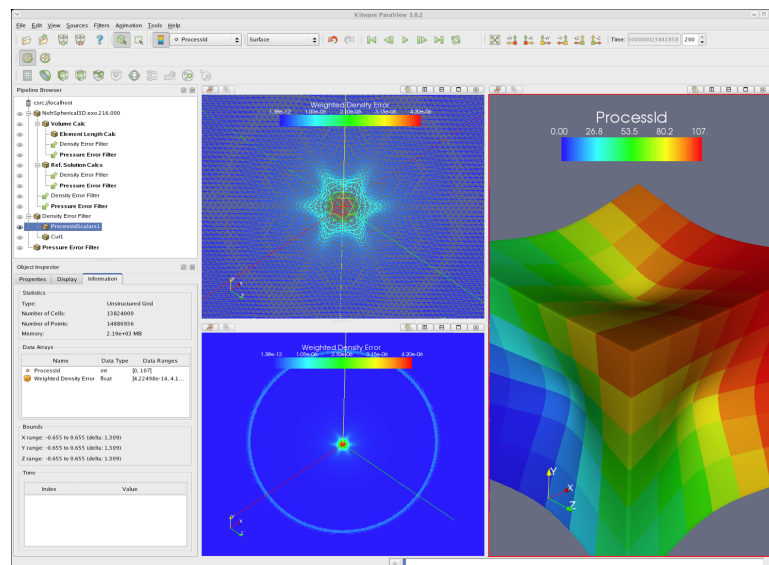 Kitware ParaView 3.8.2
File Edit View Sources Filters Animation Tools Help
ProcessId
Surface
Time:
200
Pipeline Browser
csrc://localhost
NohSpherical3D.exo.216.000
Volume Calc
Element Length Calc
Density Error Filter
Pressure Error Filter
Ref. Solution Calcs
Density Error Filter
Pressure Error Filter
Density Error Filter
Pressure Error Filter
Density Error Filter
ProcessIdScalars1
Cut1
Pressure Error Filter
Object Inspector
Properties Display Information
Statistics
Type: Unstructured Grid
Number of Cells: 13824000
Number of Points: 14886936
Memory: 2.19e+03 MB
Data Arrays
Name Data Type Data Ranges
ProcessId int [0, 107]
Weighted Density Error float [4.22498e-14, 4.1...
Bounds
X range: -0.655 to 0.655 (delta: 1.309)
Y range: -0.655 to 0.655 (delta: 1.309)
Z range: -0.655 to 0.655 (delta: 1.309)
Time
Index Value
Weighted Density Error
1.38e-12 1.05e-06 2.10e-06 3.15e-06 4.20e-06
Weighted Density Error
1.38e-12 1.05e-06 2.10e-06 3.15e-06 4.20e-06
ProcessId
0.00 26.8 53.5 80.2 107.
Y
X
Z